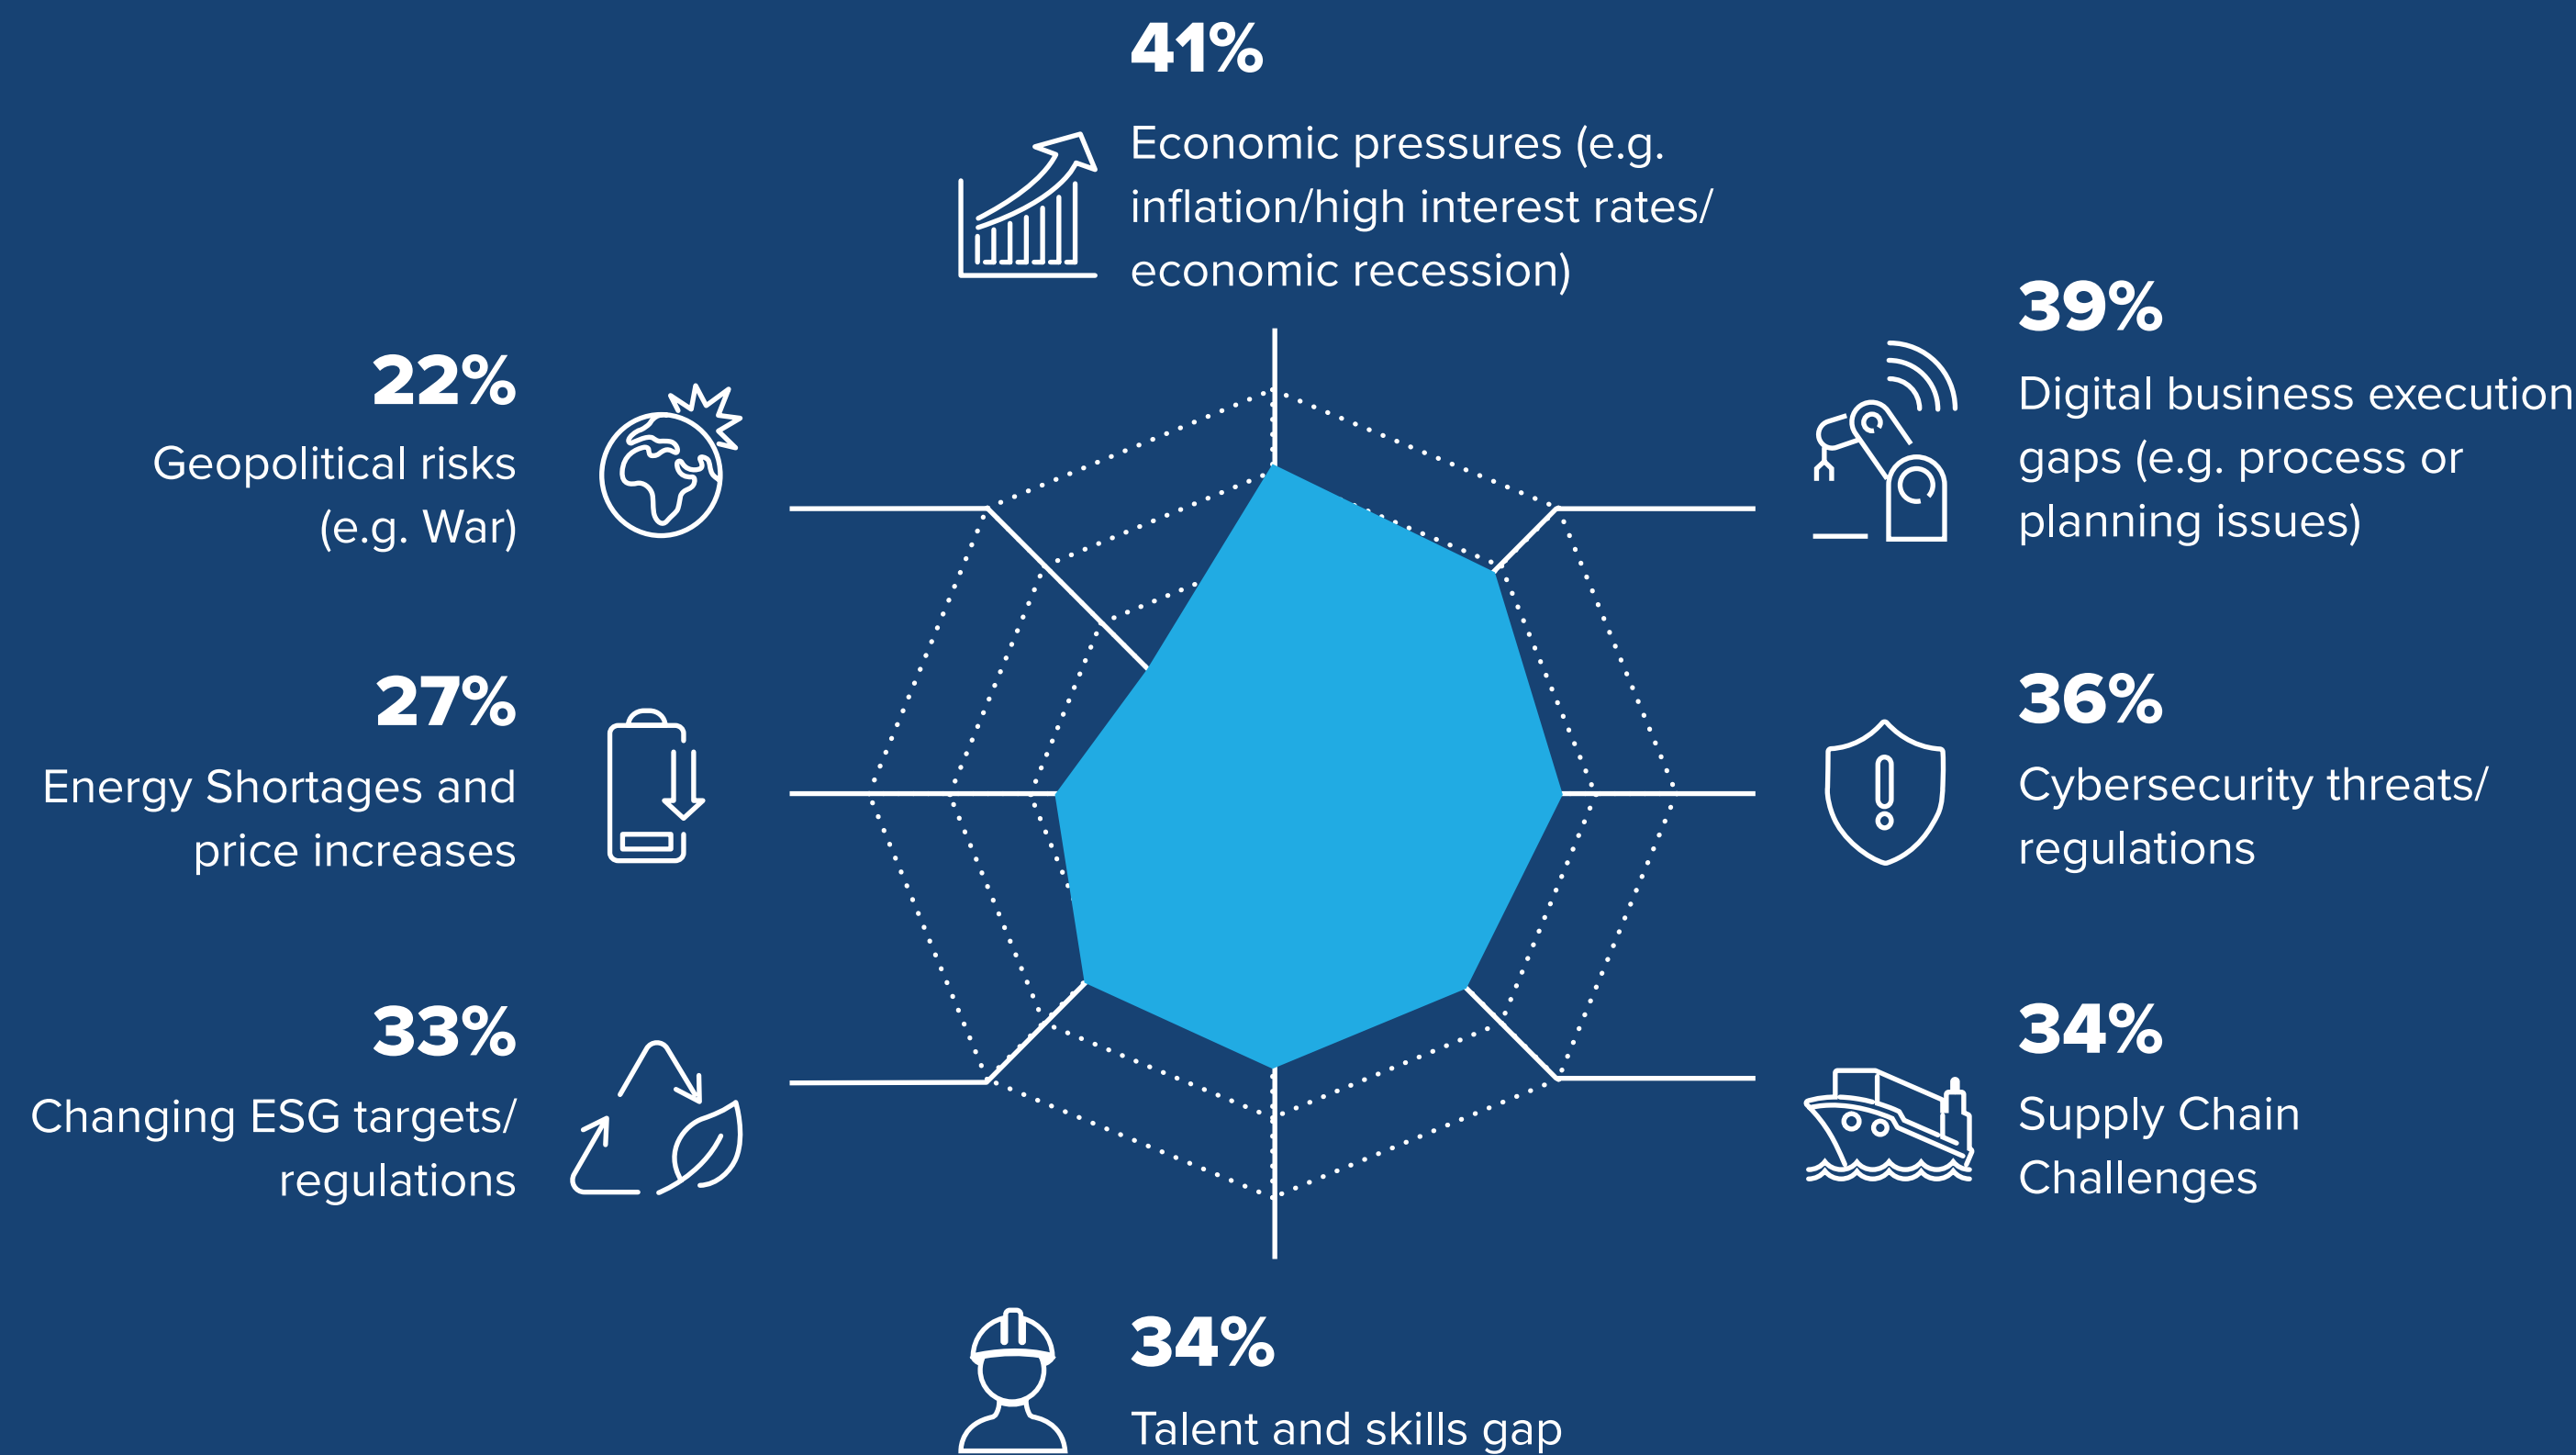 41%
Economic pressures (e.g.
inflation/high interest rates/
economic recession)
39%
Digital business execution
gaps (e.g. process or
planning issues)
36%
Cybersecurity threats/
regulations
34%
Supply Chain
Challenges
34%
Talent and skills gap
33%
Changing ESG targets/
regulations
27%
Energy Shortages and
price increases
22%
Geopolitical risks
(e.g. War)